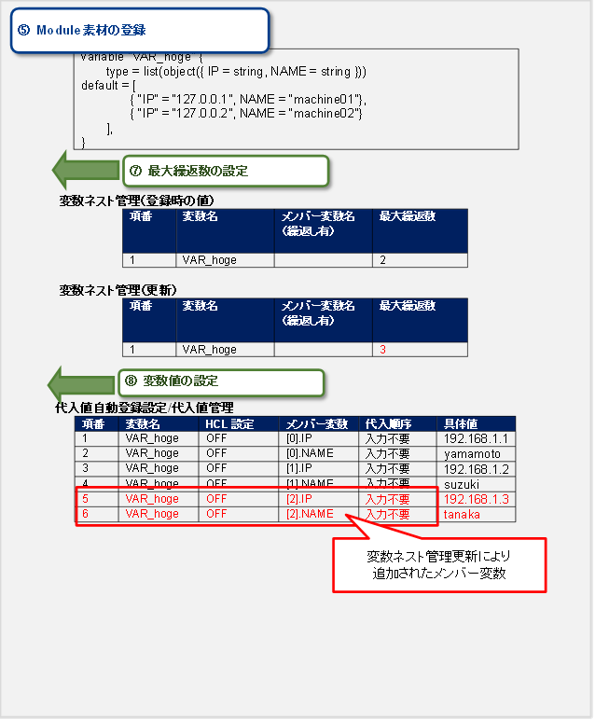 ⑤ Module 素材の登録
variable "VAR_hoge" {
type = list(object({ IP = string, NAME = string }))
default = [
{ "IP" = "127.0.0.1", NAME = "machine01"},
{ "IP" = "127.0.0.2", NAME = "machine02"}
],
}
⑦ 最大繰返数の設定
変数ネスト管理(登録時の値)
項番 変数名 メンバー変数名 最大繰返数
(繰返し有)
1 VAR_hoge 2
変数ネスト管理(更新)
項番 変数名 メンバー変数名 最大繰返数
(繰返し有)
1 VAR_hoge 3
⑧ 変数値の設定
代入値自動登録設定/代入値管理
項番 変数名 HCL 設定 メンバー変数 代入順序 具体値
1 VAR_hoge OFF [0].IP 入力不要 192.168.1.1
2 VAR_hoge OFF [0].NAME 入力不要 yamamoto
3 VAR_hoge OFF [1].IP 入力不要 192.168.1.2
4 VAR_hoge OFF [1].NAME 入力不要 suzuki
5 VAR_hoge OFF [2].IP 入力不要 192.168.1.3
6 VAR_hoge OFF [2].NAME 入力不要 tanaka
変数ネスト管理更新により
追加されたメンバー変数